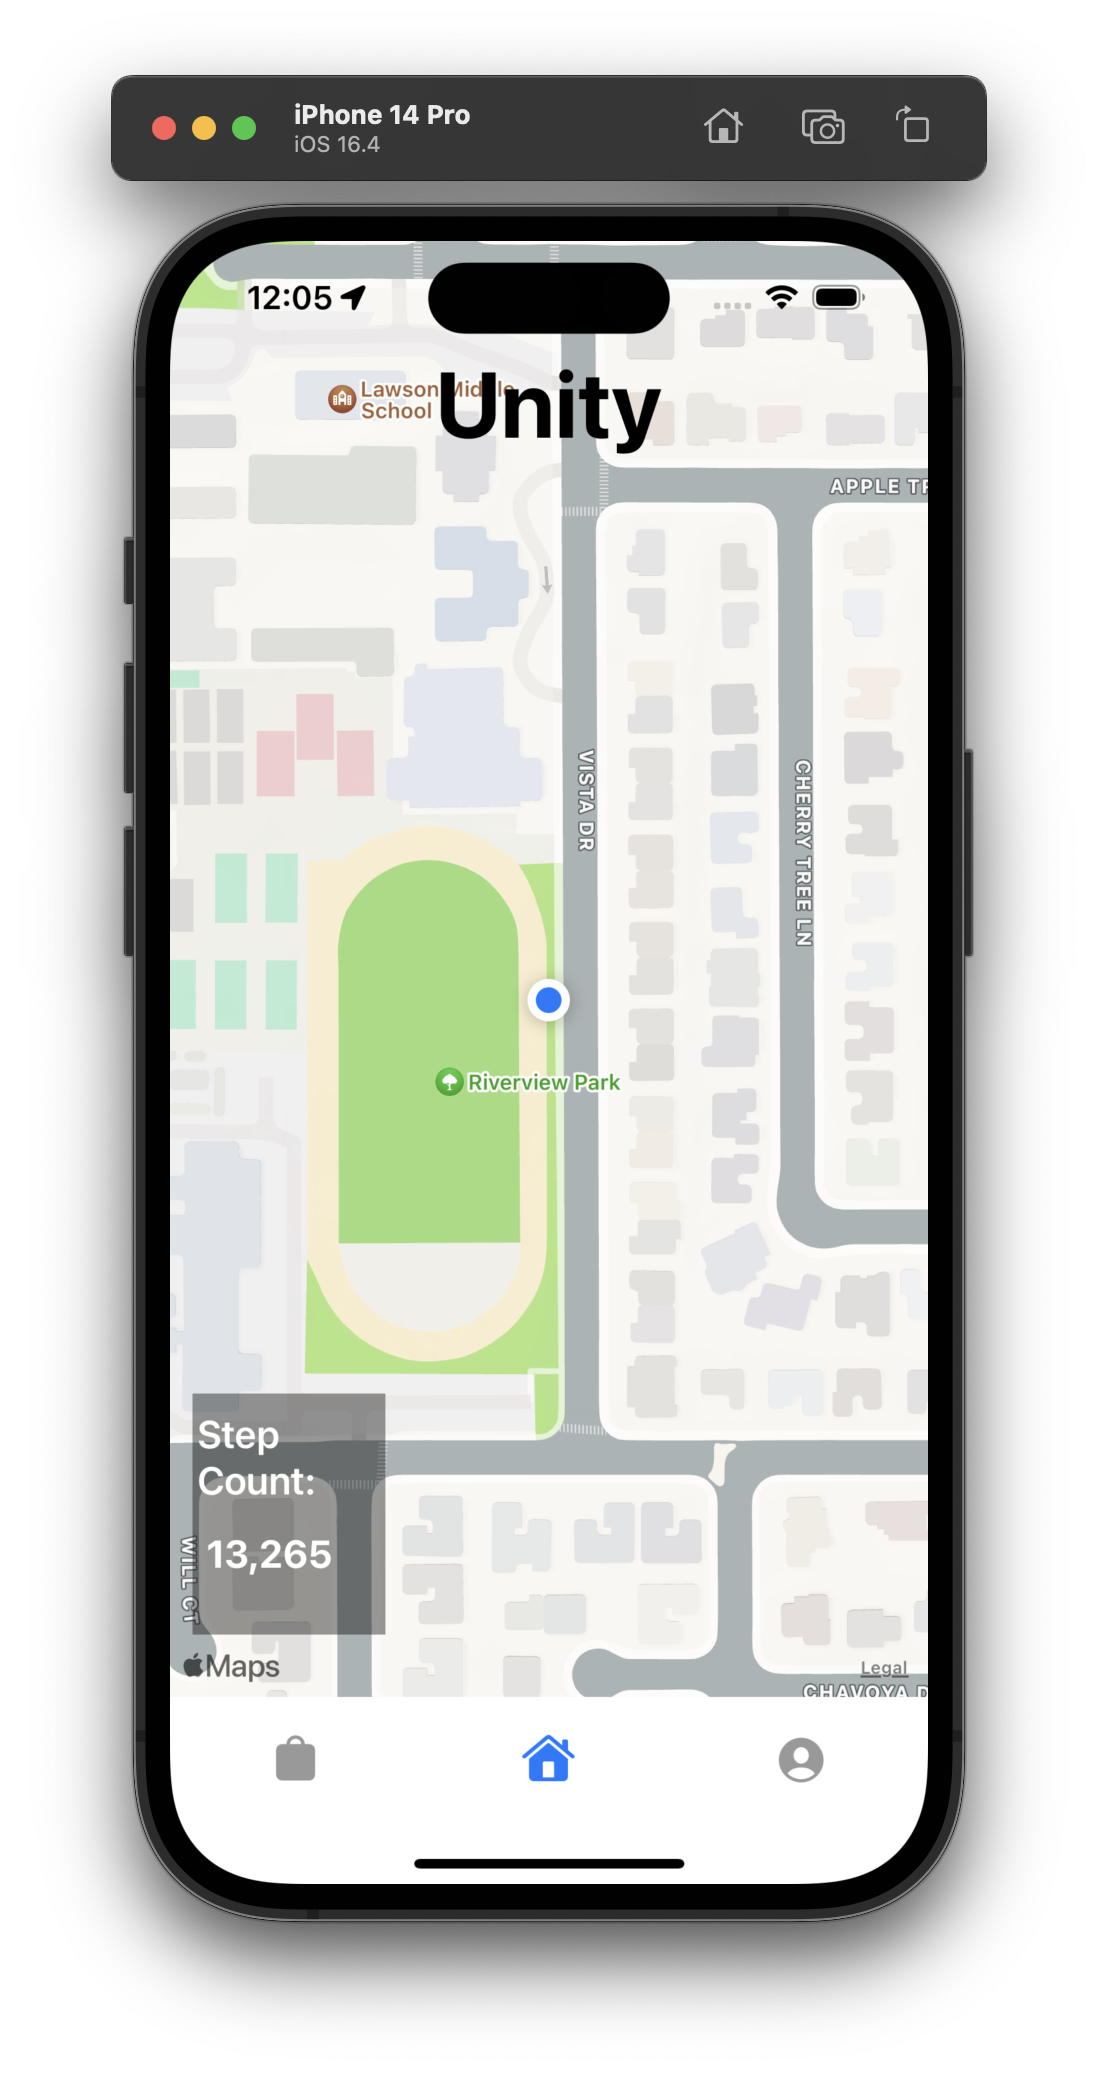 iPhone 14 Pro
iOS 16.4
12:05
Lawson Middle
School
Unity
APPLE TR
VISTA DR
CHERRY TREE LN
Riverview Park
Step
Count:
13,265
WILL CT
Maps
Legal
CHAVOYA D